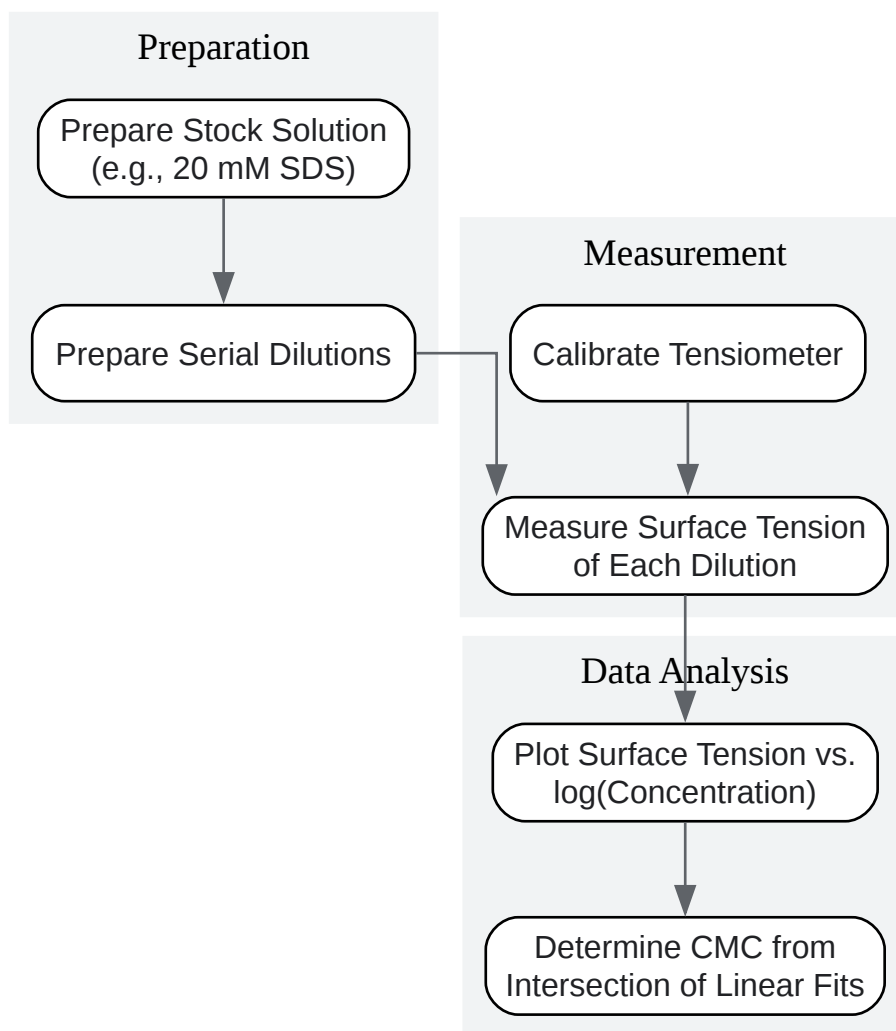 Preparation
Prepare Stock Solution
(e.g., 20 mM SDS)
Prepare Serial Dilutions
Measurement
Calibrate Tensiometer
Measure Surface Tension
of Each Dilution
Data Analysis
Plot Surface Tension vs.
log(Concentration)
Determine CMC from
Intersection of Linear Fits